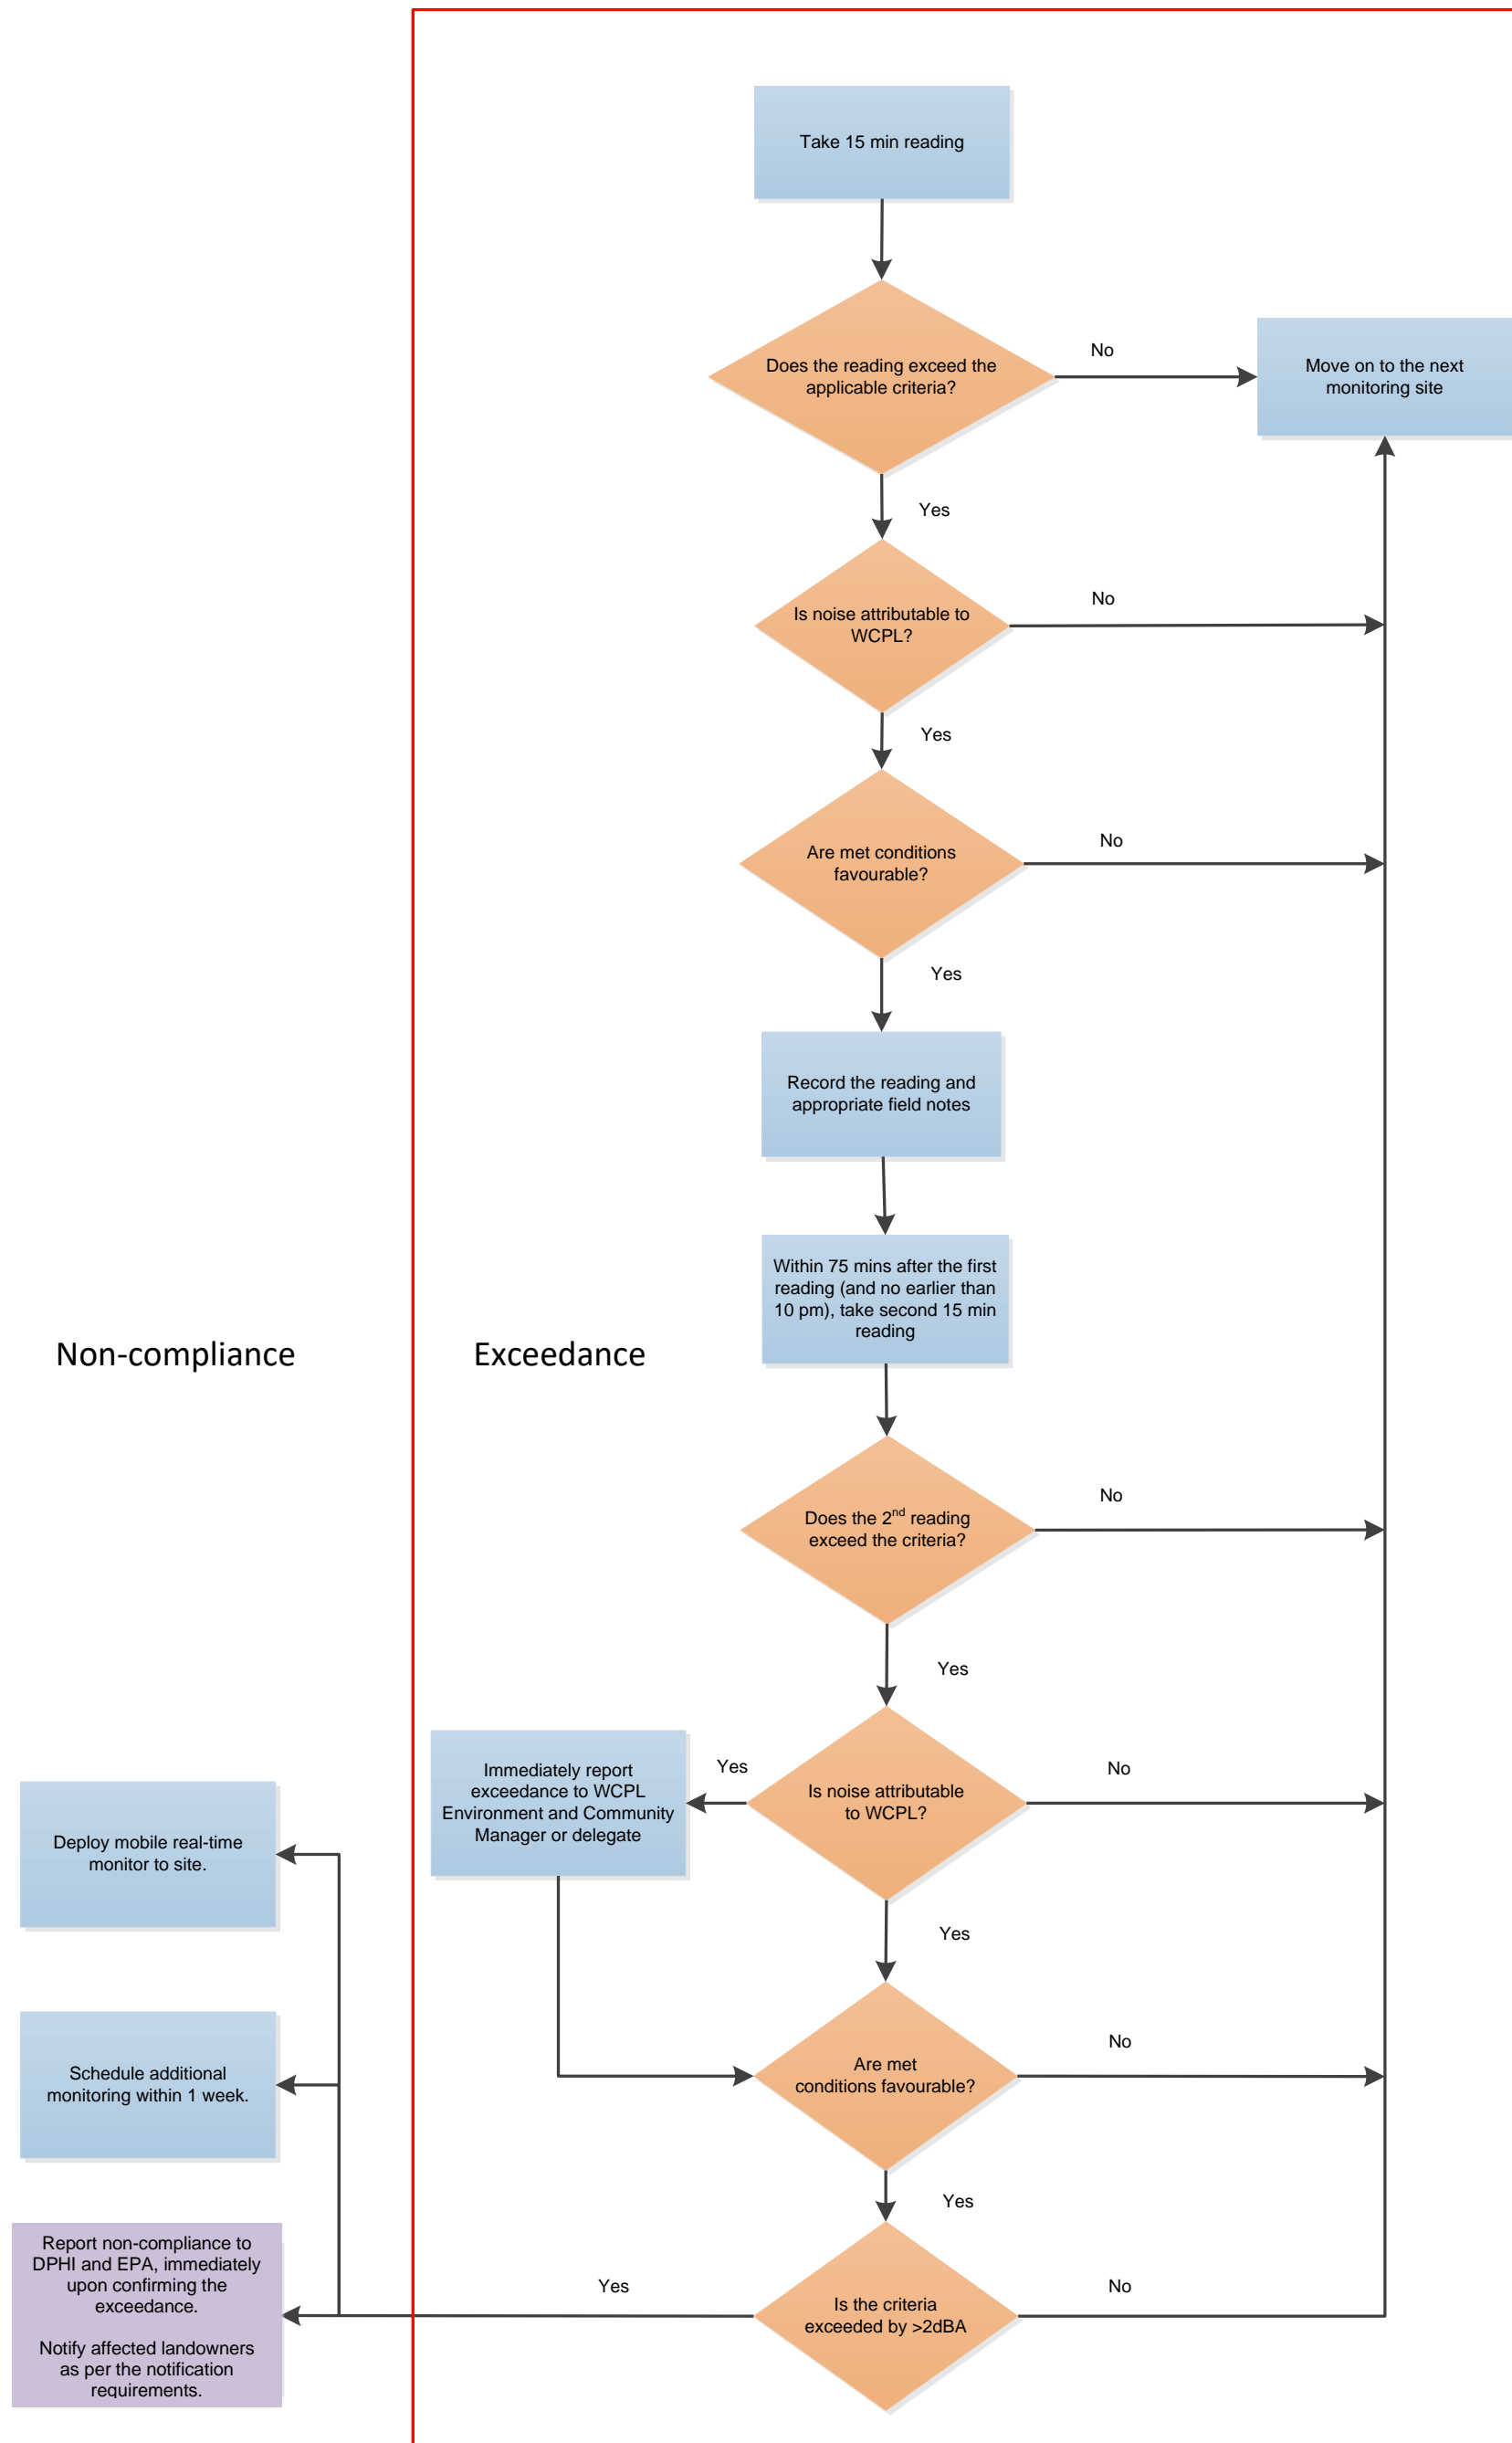 Take 15 min reading
Does the reading exceed the
applicable criteria?
No
Move on to the next
monitoring site
Yes
Is noise attributable to
WCPL?
No
Yes
Are met conditions
favourable?
No
Yes
Record the reading and
appropriate field notes
Within 75 mins after the first
reading (and no earlier than
10 pm), take second 15 min
reading
Non-compliance
Exceedance
Does the 2nd reading
exceed the criteria?
No
Yes
Immediately report
exceedance to WCPL
Environment and Community
Manager or delegate
Yes
Is noise attributable
to WCPL?
No
Deploy mobile real-time
monitor to site.
Yes
Are met
conditions favourable?
No
Schedule additional
monitoring within 1 week.
Yes
Report non-compliance to
DPHI and EPA, immediately
upon confirming the
exceedance.
Notify affected landowners
as per the notification
requirements.
Yes
Is the criteria
exceeded by >2dBA
No